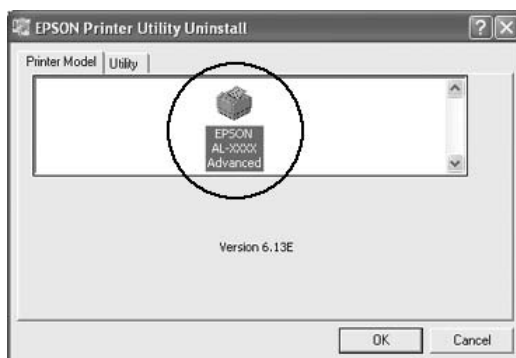 EPSON Printer Utility Uninstall
Printer Model Utility
EPSON
AL-XXXX
Advanced
Version 6.13E
OK Cancel